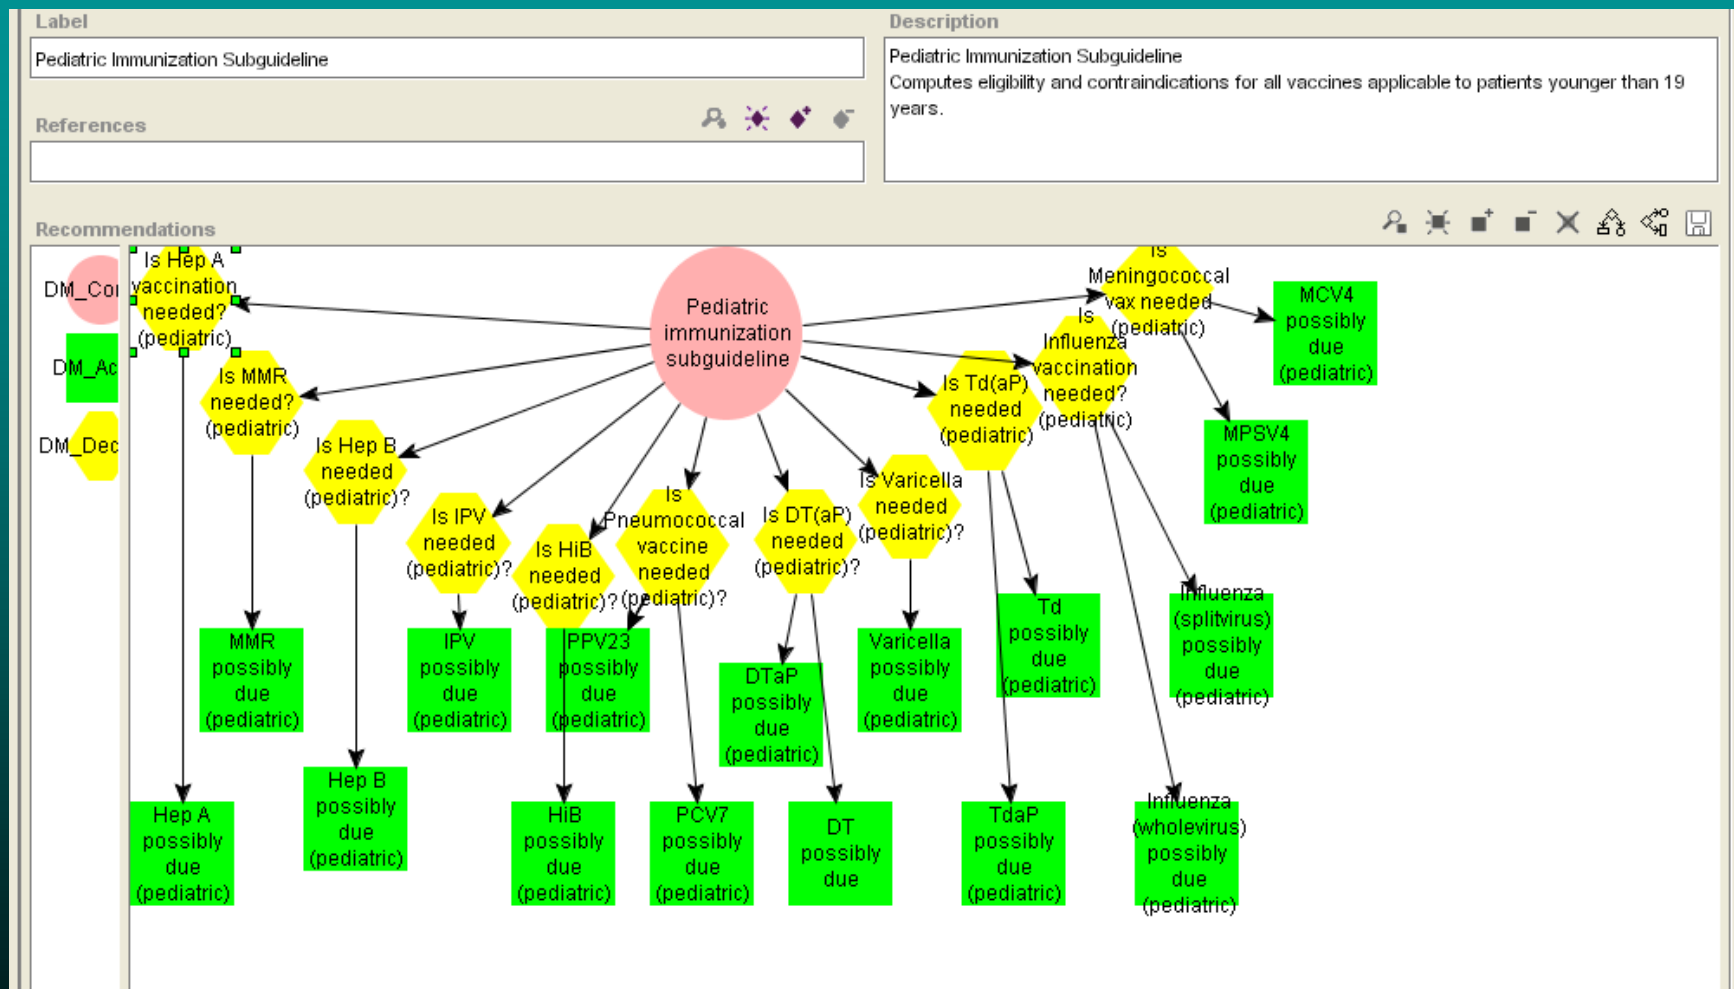 Label
Pediatric Immunization Subguideline
References
Description
Pediatric Immunization Subguideline
Computes eligibility and contraindications for all vaccines applicable to patients younger than 19
years.
Recommendations
DM_Con
DM_Ac
DM_Dec
Is Hep A
vaccination
needed?
(pediatric)
Is MMR
needed?
(pediatric)
Is Hep B
needed
(pediatric)?
Is IPV
needed
(pediatric)?
Is HiB
needed
(pediatric)?
Is
Pneumococcal
vaccine
needed
(pediatric)?
Pediatric
immunization
subguideline
Is DT(aP)
needed
(pediatric)?
Is Varicella
needed
(pediatric)?
Is Td(aP)
needed
(pediatric)
Is
Influenza
vaccination
needed?
(pediatric)
Is
Meningococcal
vax needed
(pediatric)
MCV4
possibly
due
(pediatric)
MPSV4
possibly
due
(pediatric)
MMR
possibly
due
(pediatric)
IPV
possibly
due
(pediatric)
PPV23
possibly
due
(pediatric)
DTaP
possibly
due
(pediatric)
Varicella
possibly
due
(pediatric)
Td
possibly
due
(pediatric)
Influenza
(splitvirus)
possibly
due
(pediatric)
Hep A
possibly
due
(pediatric)
Hep B
possibly
due
(pediatric)
HiB
possibly
due
(pediatric)
PCV7
possibly
due
(pediatric)
DT
possibly
due
TdaP
possibly
due
(pediatric)
Influenza
(wholevirus)
possibly
due
(pediatric)